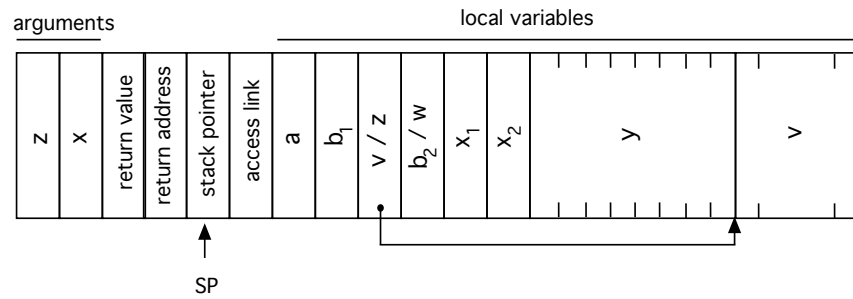 arguments
local variables
z
x
return value
return address
stack pointer
access link
a
b₁
v / z
b₂ / w
x₁
x₂
y
v
SP